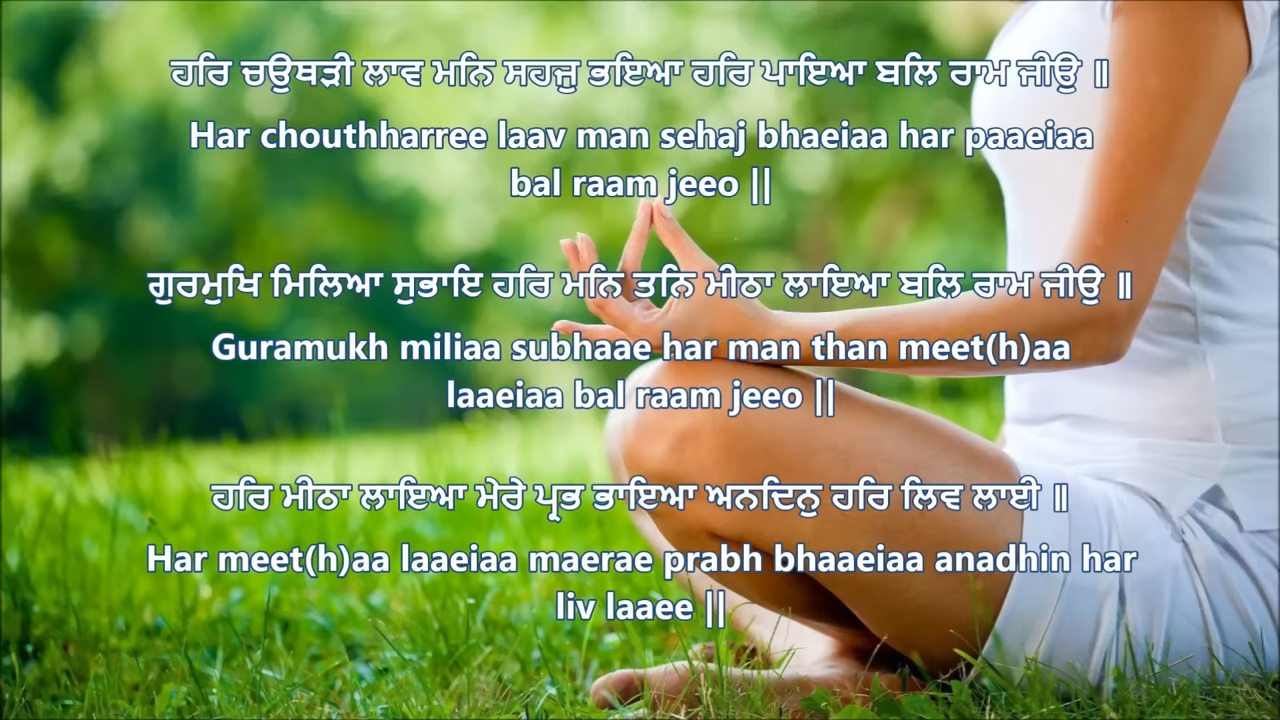 ਹਰਿ ਚਉਥੜੀ ਲਾਵ ਮਨਿ ਸਹਜੁ ਭਇਆ ਹਰਿ ਪਾਇਆ ਬਲਿ ਰਾਮ ਜੀਉ ॥
Har chouthharree laav man sehaj bhaeiaa har paaeiaa
bal raam jeeo ||
ਗੁਰਮੁਖਿ ਮਿਲਿਆ ਸੁਭਾਇ ਹਰਿ ਮਨਿ ਤਨਿ ਮੀਠਾ ਲਾਇਆ ਬਲਿ ਰਾਮ ਜੀਉ ॥
Guramukh miliaa subhaae har man than meet(h)aa
laaeiaa bal raam jeeo ||
ਹਰਿ ਮੀਠਾ ਲਾਇਆ ਮੇਰੇ ਪ੍ਰਭ ਭਾਇਆ ਅਨਦਿਨੁ ਹਰਿ ਲਿਵ ਲਾਈ ॥
Har meet(h)aa laaeiaa maerae prabh bhaaeiaa anadhin har
liv laaee ||